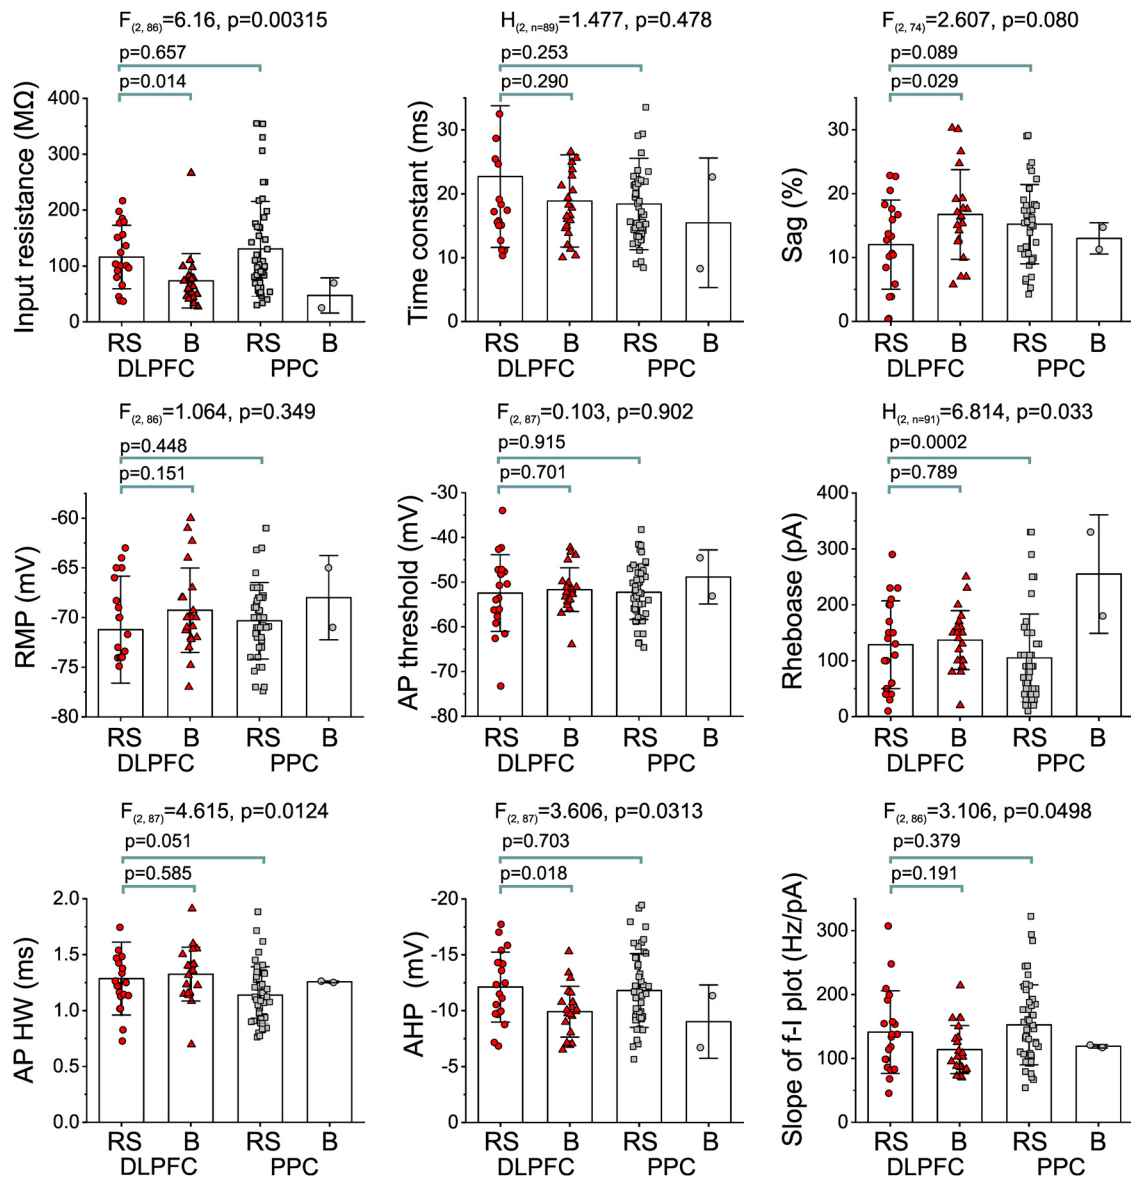 F(2, 86)=6.16, p=0.00315
p=0.657
p=0.014
Input resistance (MΩ)
400
300
200
100
0
RS B RS B
DLPFC PPC
H(2, n=89)=1.477, p=0.478
p=0.253
p=0.290
Time constant (ms)
30
20
10
0
RS B RS B
DLPFC PPC
F(2, 74)=2.607, p=0.080
p=0.089
p=0.029
Sag (%)
30
20
10
0
RS B RS B
DLPFC PPC
F(2, 86)=1.064, p=0.349
p=0.448
p=0.151
RMP (mV)
-60
-65
-70
-75
-80
RS B RS B
DLPFC PPC
F(2, 87)=0.103, p=0.902
p=0.915
p=0.701
AP threshold (mV)
-30
-40
-50
-60
-70
-80
RS B RS B
DLPFC PPC
H(2, n=91)=6.814, p=0.033
p=0.0002
p=0.789
Rheboase (pA)
400
300
200
100
0
RS B RS B
DLPFC PPC
F(2, 87)=4.615, p=0.0124
p=0.051
p=0.585
AP HW (ms)
2.0
1.5
1.0
0.5
0.0
RS B RS B
DLPFC PPC
F(2, 87)=3.606, p=0.0313
p=0.703
p=0.018
AHP (mV)
-20
-15
-10
-5
0
RS B RS B
DLPFC PPC
F(2, 86)=3.106, p=0.0498
p=0.379
p=0.191
Slope of f-I plot (Hz/pA)
300
200
100
0
RS B RS B
DLPFC PPC